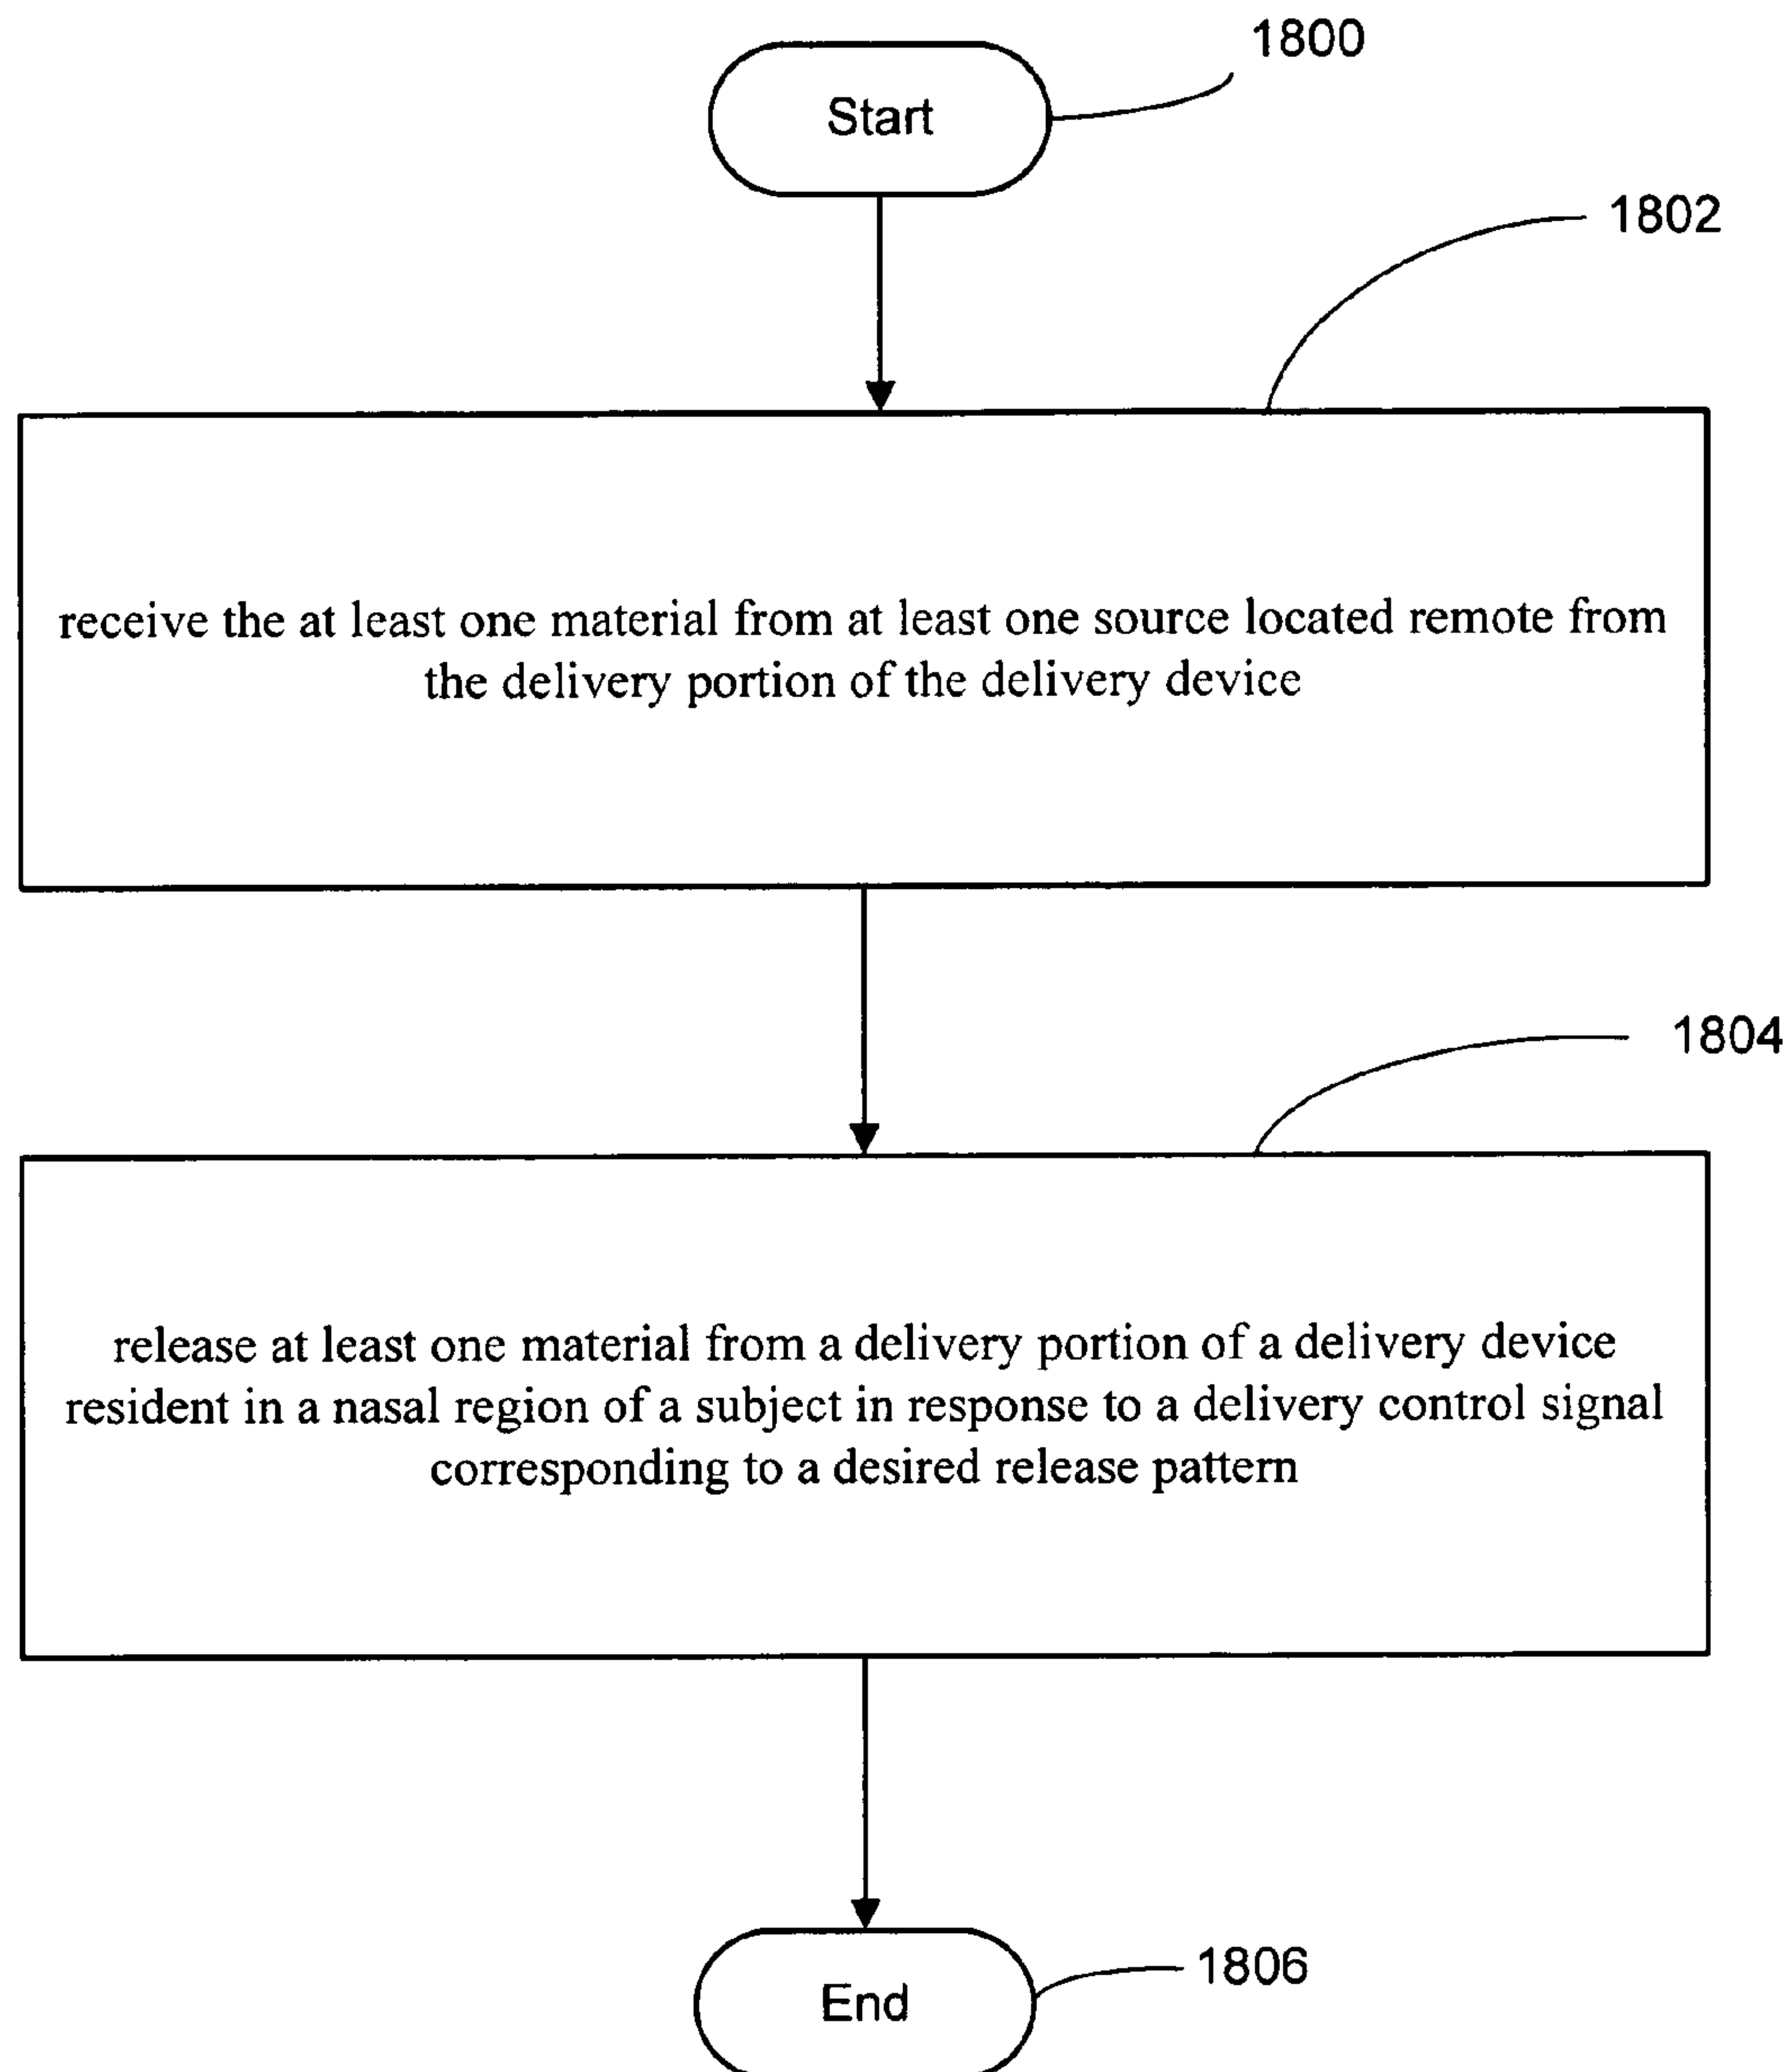 1800
Start
1802
receive the at least one material from at least one source located remote from
the delivery portion of the delivery device
1804
release at least one material from a delivery portion of a delivery device
resident in a nasal region of a subject in response to a delivery control signal
corresponding to a desired release pattern
1806
End